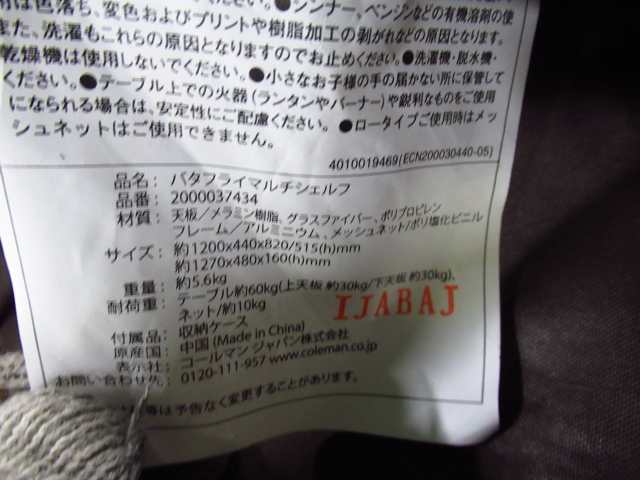 は色落ち、変色およびプリントや樹脂加工の剥がれなどの原因となります。
また、洗濯もこれらの原因となりますのでお止めください。●洗濯機・脱水機・
乾燥機は使用しないでください。●小さなお子様の手の届かない所に保管して
ください。●テーブル上での火器(ランタンやバーナー)や鋭利なものをご使用
になられる場合は、安定性にご配慮ください。●ロータイプご使用時はメッ
シュネットはご使用できません。
4010019469(ECN200030440-05)
品名：バタフライマルチシェルフ
品番：2000037434
材質：天板/メラミン樹脂、グラスファイバー、ポリプロピレン
フレーム/アルミニウム、メッシュネット/ポリ塩化ビニル
サイズ：約1200x440x820/515(h)mm
約1270x480x160(h)mm
重量：約5.6kg
耐荷重：テーブル約60kg(上天板 約30kg/下天板 約30kg)、
ネット/約10kg
IJABAJ
付属品：収納ケース
原産国：中国(Made in China)
表示社：コールマン ジャパン株式会社
お問い合わせ先：0120-111-957 www.coleman.co.jp
等は予告なく変更することがあります。